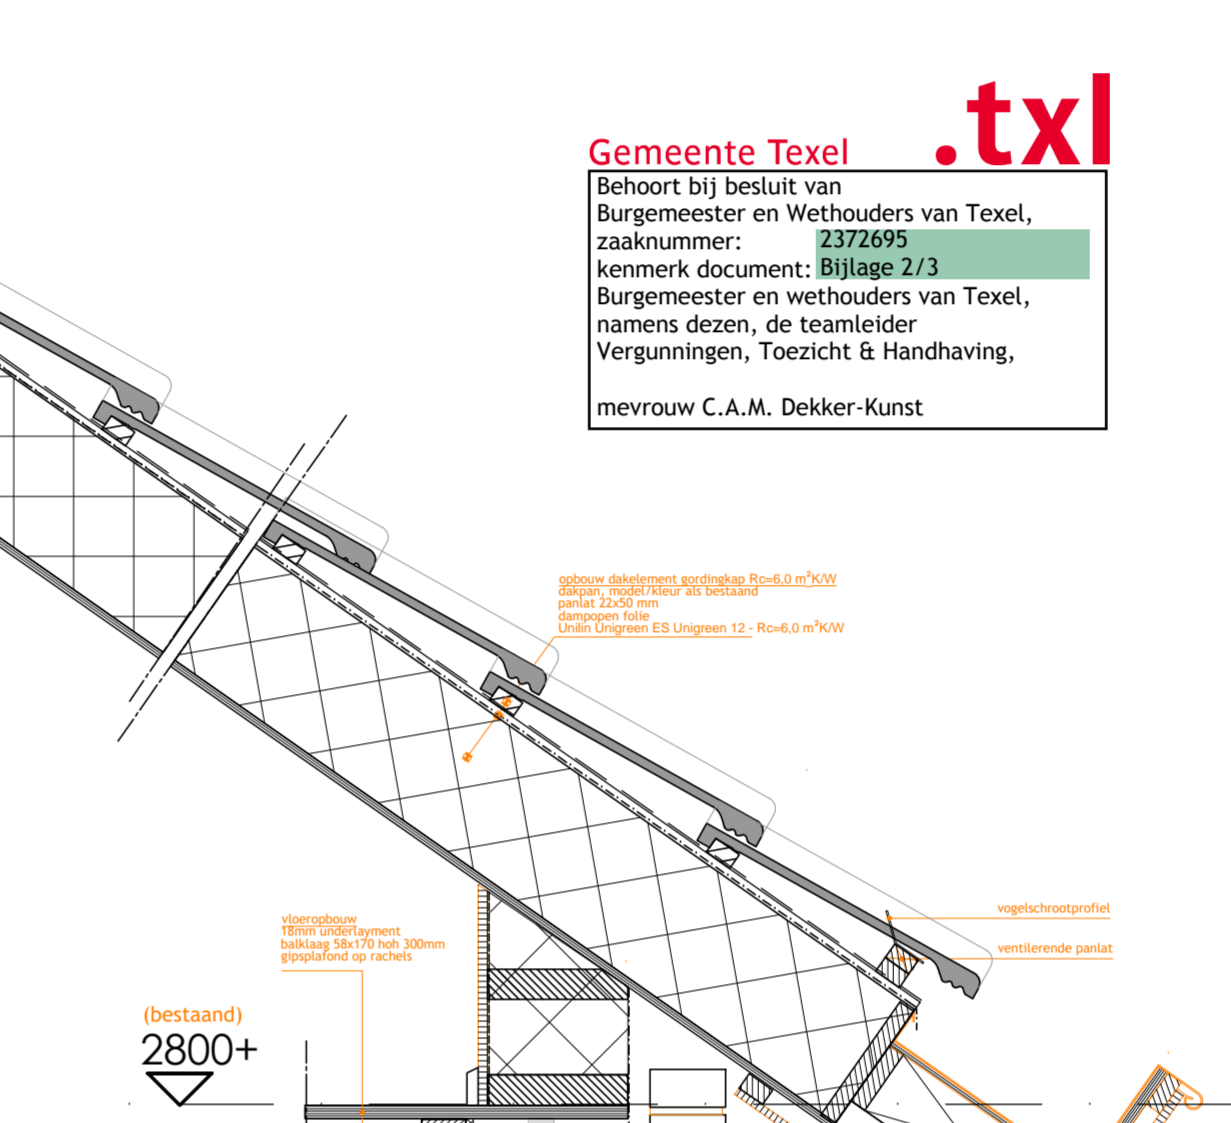 .txl
Gemeente Texel
Behoort bij besluit van
Burgemeester en Wethouders van Texel,
zaaknummer: 2372695
kenmerk document: Bijlage 2/3
Burgemeester en wethouders van Texel,
namens dezen, de teamleider
Vergunningen, Toezicht & Handhaving,
mevrouw C.A.M. Dekker-Kunst
opbouw dakelement gordingkap Rc=6,0 m²K/W
dakpan, model/kleur als bestaand
panlat 22x50 mm
dampopen folie
Unilin Unigreen ES Unigreen 12 - Rc=6,0 m²K/W
vogelschrootprofiel
ventilerende panlat
vloeropbouw
18mm underlayment
balklaag 58x170 hoh 300mm
gipsplafond op rachels
(bestaand)
2800+